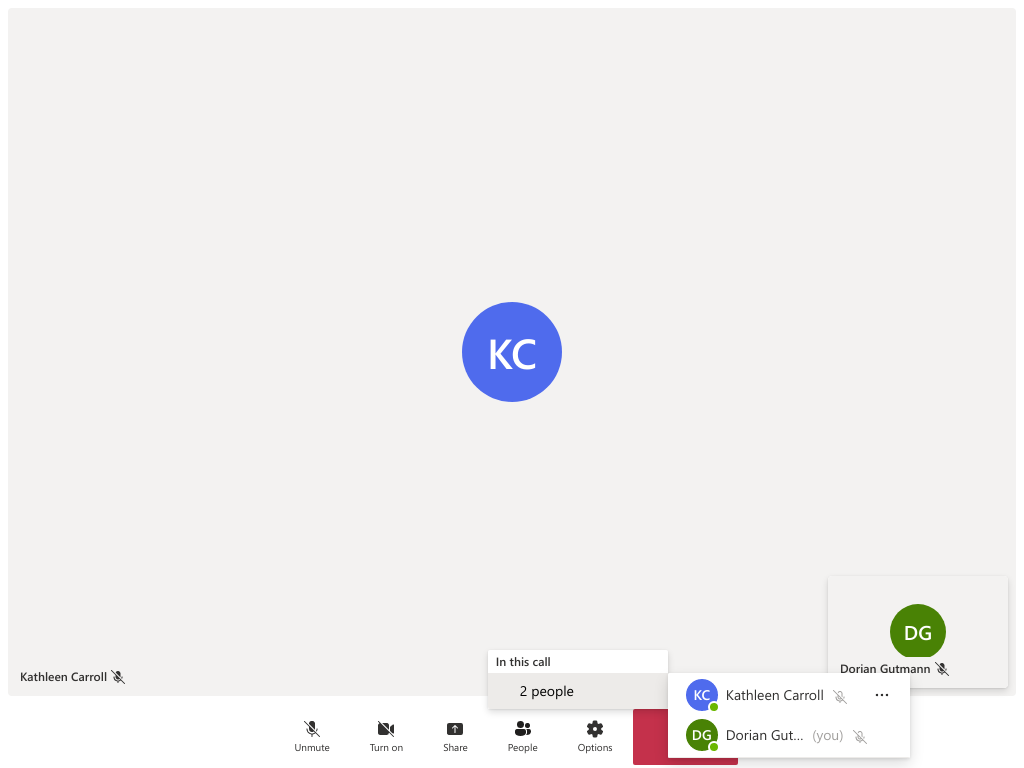 KC
DG
Dorian Gutmann
Kathleen Carroll
In this call
2 people
KC Kathleen Carroll ...
DG Dorian Gut... (you)
Unmute
Turn on
Share
People
Options